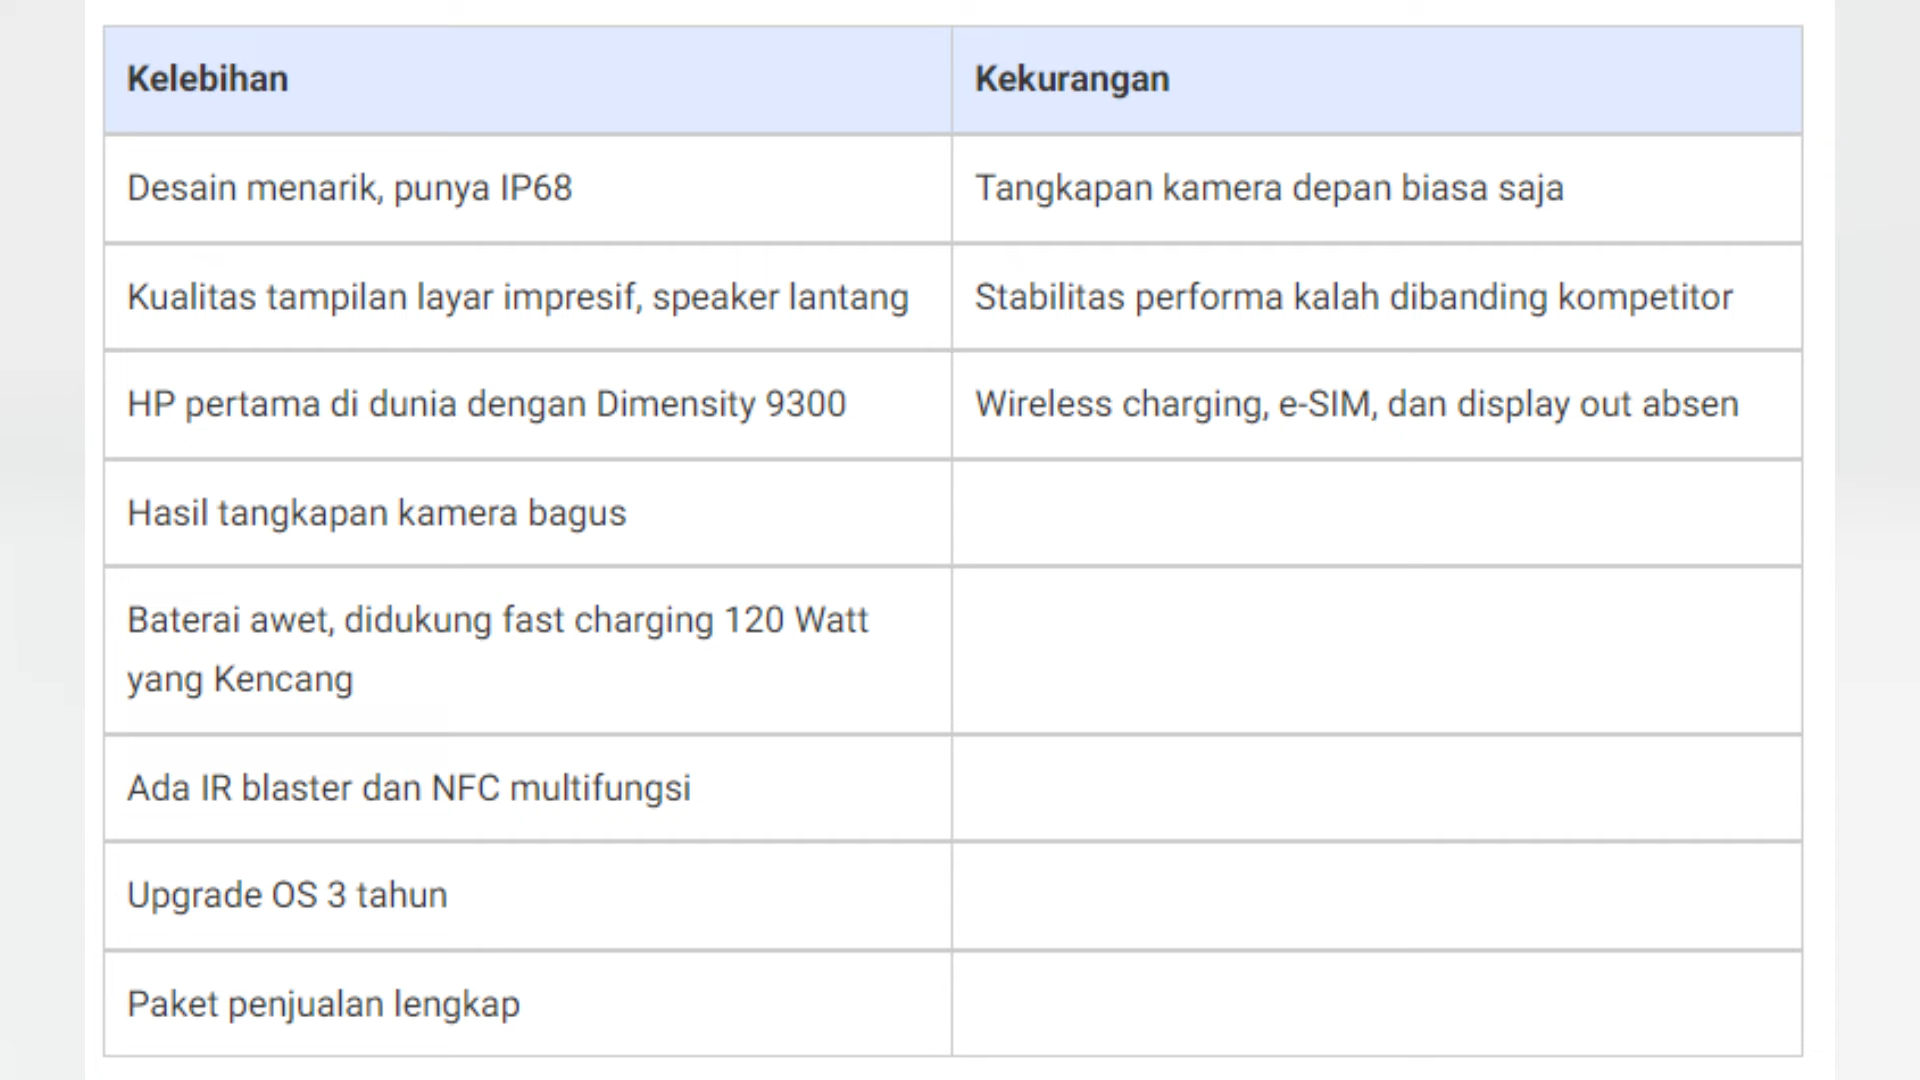 Kelebihan
Kekurangan
Desain menarik, punya IP68
Tangkapan kamera depan biasa saja
Kualitas tampilan layar impresif, speaker lantang
Stabilitas performa kalah dibanding kompetitor
HP pertama di dunia dengan Dimensity 9300
Wireless charging, e-SIM, dan display out absen
Hasil tangkapan kamera bagus
Baterai awet, didukung fast charging 120 Watt
yang Kencang
Ada IR blaster dan NFC multifungsi
Upgrade OS 3 tahun
Paket penjualan lengkap